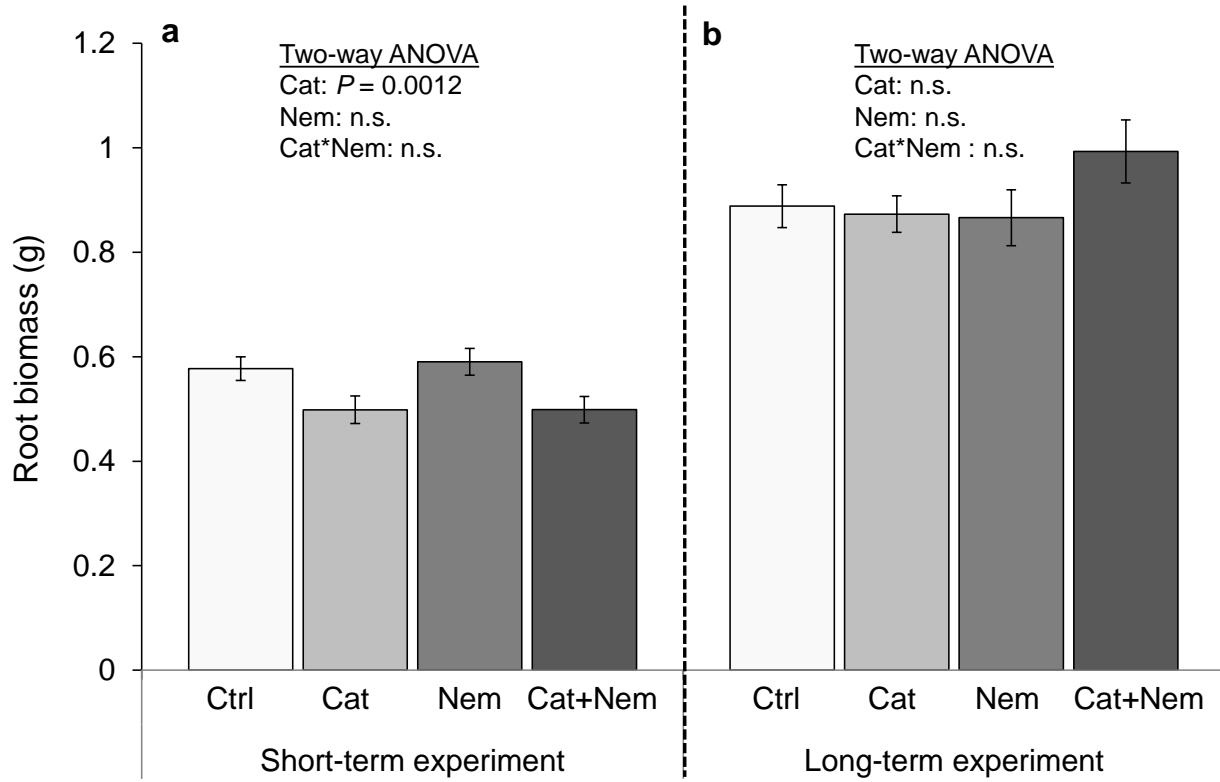 a
Two-way ANOVA
Cat: P = 0.0012
Nem: n.s.
Cat*Nem: n.s.
b
Two-way ANOVA
Cat: n.s.
Nem: n.s.
Cat*Nem : n.s.
Root biomass (g)
1.2
1
0.8
0.6
0.4
0.2
0
Ctrl
Cat
Nem
Cat+Nem
Ctrl
Cat
Nem
Cat+Nem
Short-term experiment
Long-term experiment